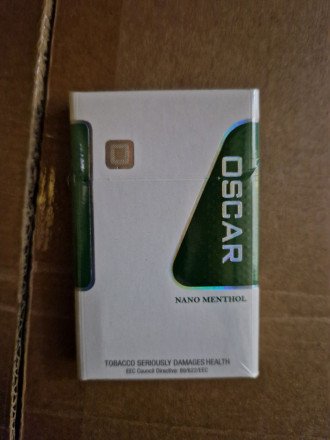 OSCAR
NANO MENTHOL
TOBACCO SERIOUSLY DAMAGES HEALTH
EEC Council Directive: 89/622/EEC